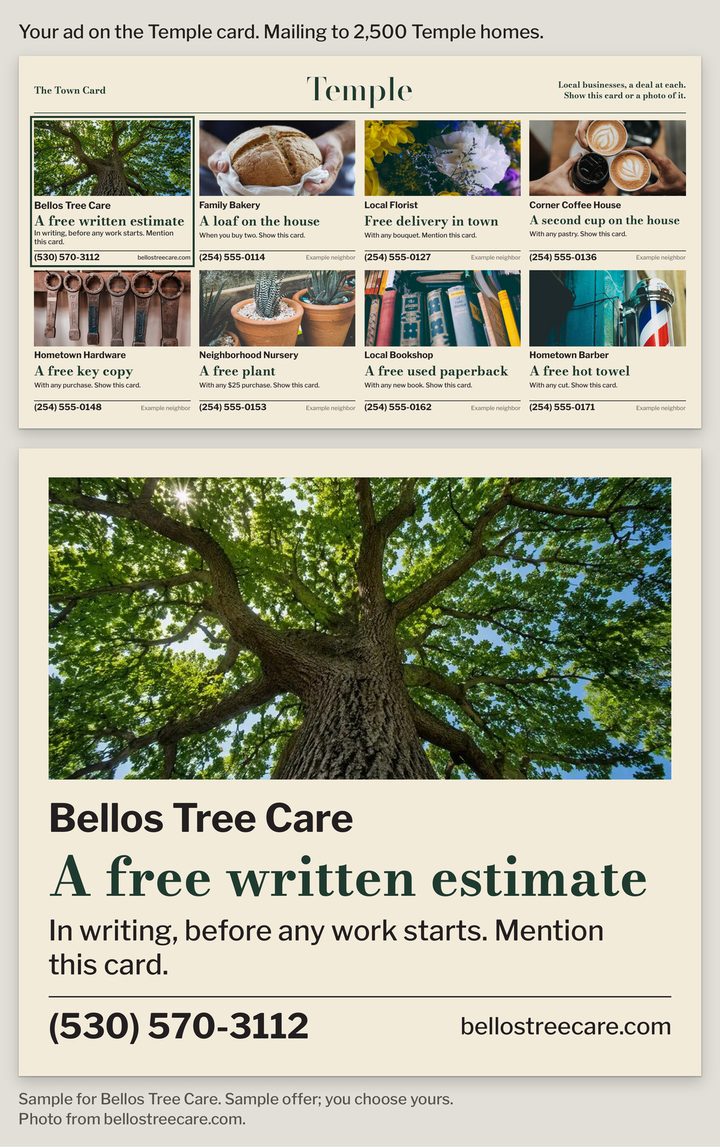 Your ad on the Temple card. Mailing to 2,500 Temple homes.
The Town Card
Temple
Local businesses, a deal at each.
Show this card or a photo of it.
Bellos Tree Care
A free written estimate
In writing, before any work starts. Mention
this card.
(530) 570-3112
bellostreecare.com
Family Bakery
A loaf on the house
When you buy two. Show this card.
(254) 555-0114
Example neighbor
Local Florist
Free delivery in town
With any bouquet. Mention this card.
(254) 555-0127
Example neighbor
Corner Coffee House
A second cup on the house
With any pastry. Show this card.
(254) 555-0136
Example neighbor
Hometown Hardware
A free key copy
With any purchase. Show this card.
(254) 555-0148
Example neighbor
Neighborhood Nursery
A free plant
With any $25 purchase. Show this card.
(254) 555-0153
Example neighbor
Local Bookshop
A free used paperback
With any new book. Show this card.
(254) 555-0162
Example neighbor
Hometown Barber
A free hot towel
With any cut. Show this card.
(254) 555-0171
Example neighbor
Bellos Tree Care
A free written estimate
In writing, before any work starts. Mention
this card.
(530) 570-3112
bellostreecare.com
Sample for Bellos Tree Care. Sample offer; you choose yours.
Photo from bellostreecare.com.